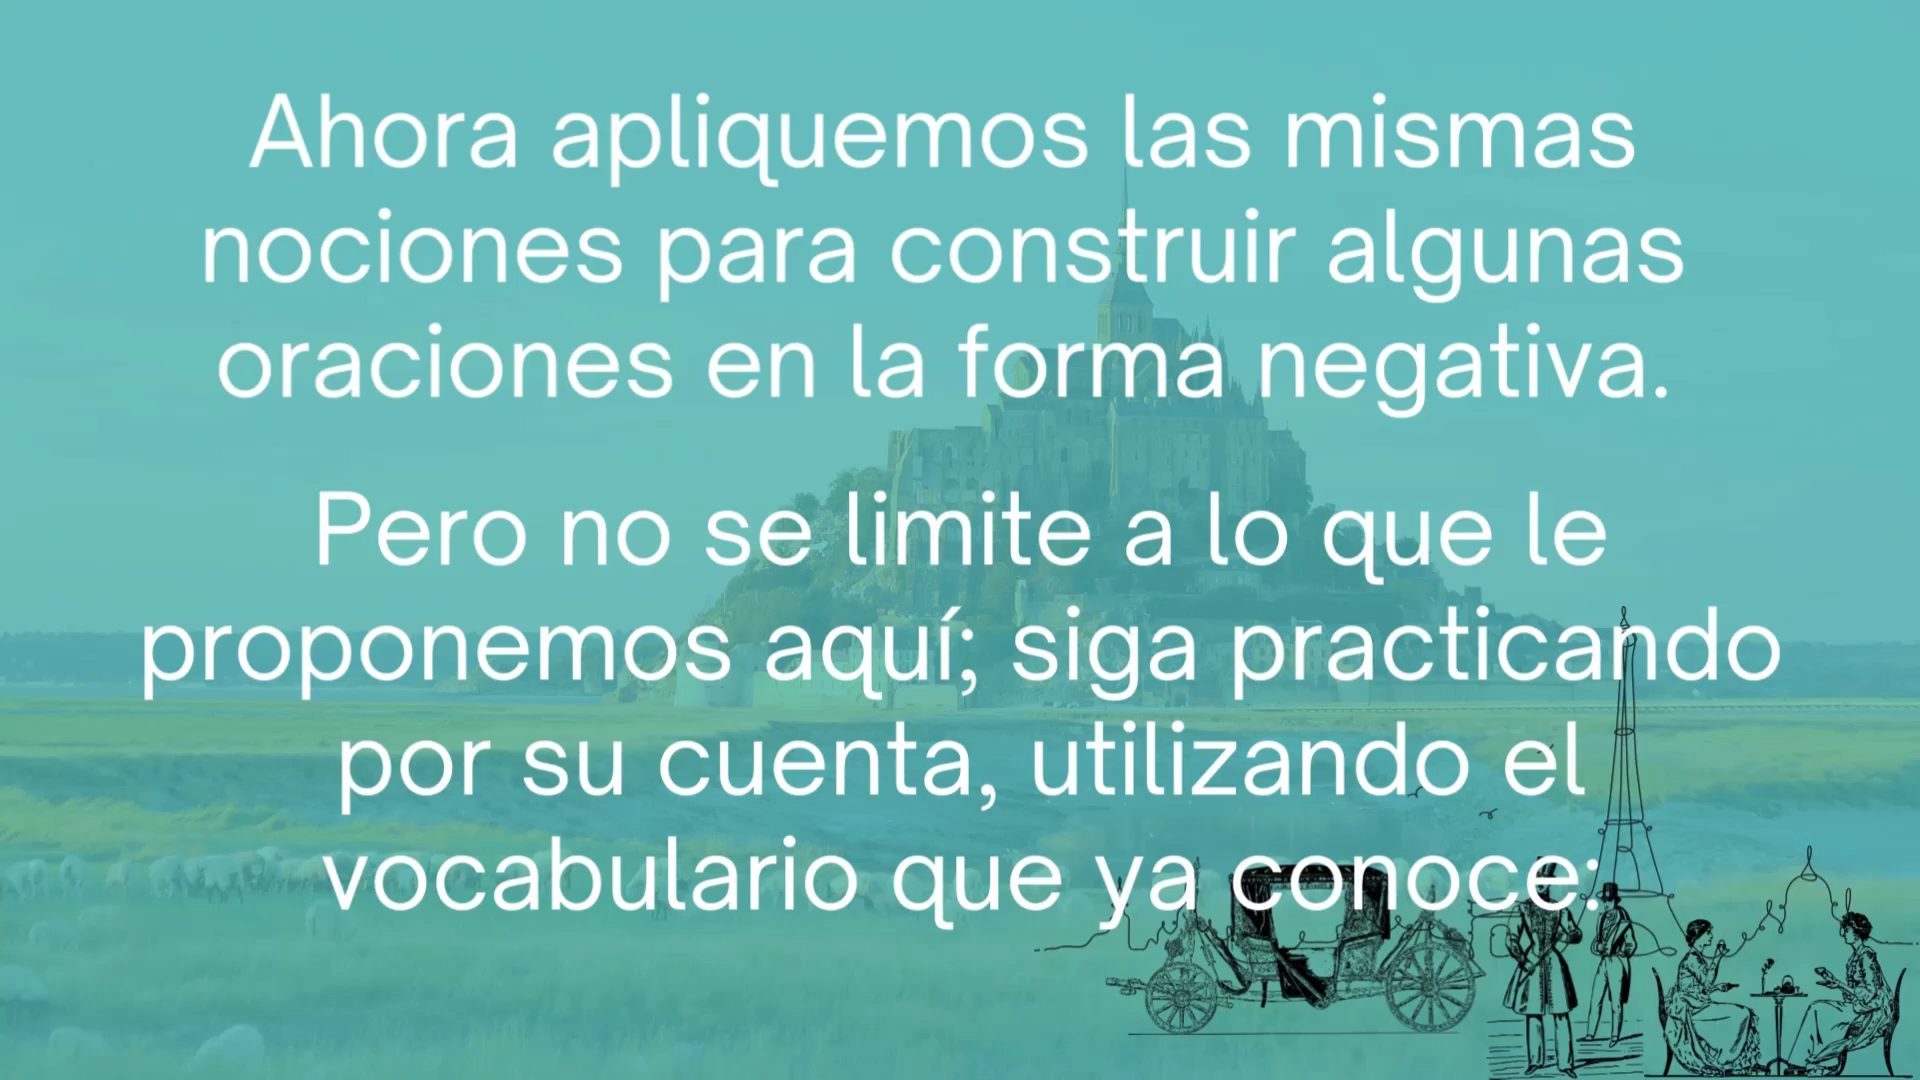 Ahora apliquemos las mismas
nociones para construir algunas
oraciones en la forma negativa.
Pero no se limite a lo que le
proponemos aquí; siga practicando
por su cuenta, utilizando el
vocabulario que ya conoce: